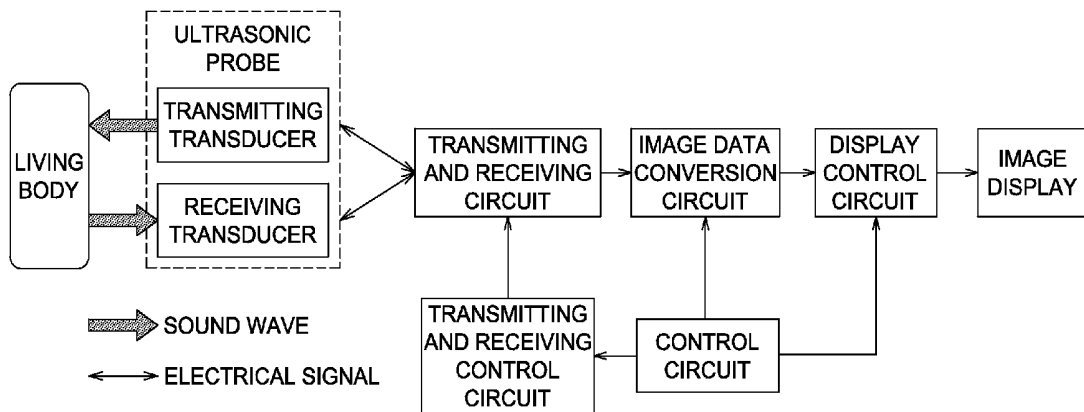 ULTRASONIC
PROBE
TRANSMITTING
TRANSDUCER
LIVING
BODY
RECEIVING
TRANSDUCER
TRANSMITTING
AND RECEIVING
CIRCUIT
IMAGE DATA
CONVERSION
CIRCUIT
DISPLAY
CONTROL
CIRCUIT
IMAGE
DISPLAY
SOUND WAVE
ELECTRICAL SIGNAL
TRANSMITTING
AND RECEIVING
CONTROL
CIRCUIT
CONTROL
CIRCUIT